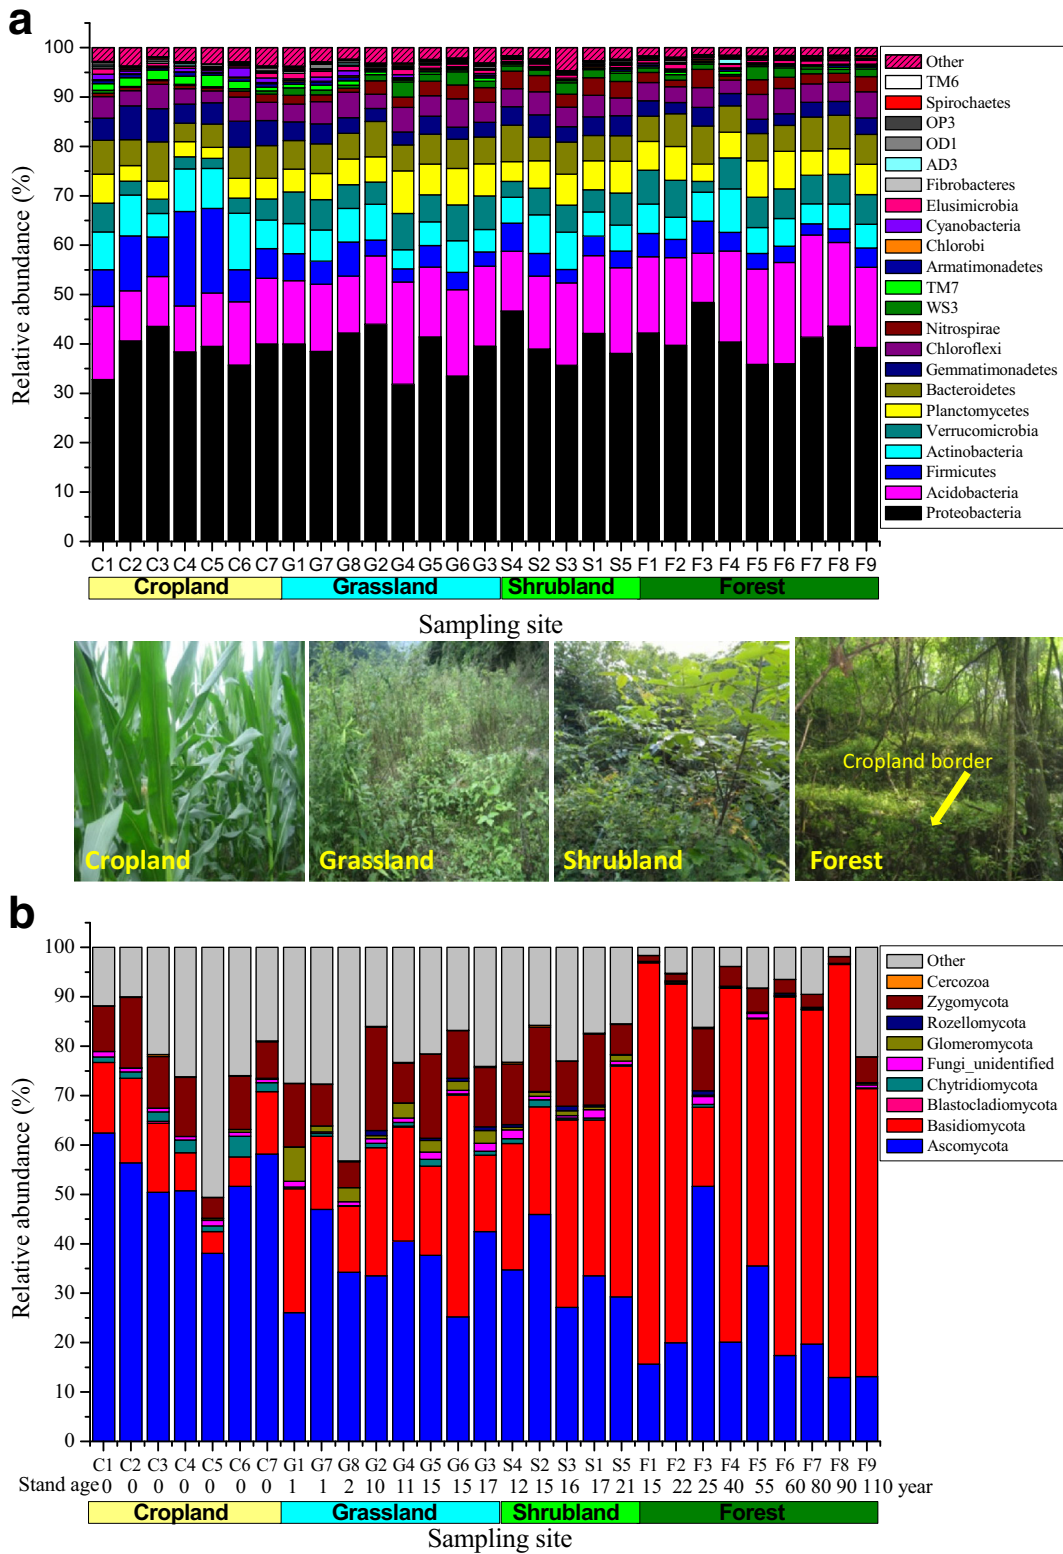 a
Relative abundance (%)
100
90
80
70
60
50
40
30
20
10
0
Other
TM6
Spirochaetes
OP3
OD1
AD3
Fibrobacteres
Elusimicrobia
Cyanobacteria
Chlorobi
Armatimonadetes
TM7
WS3
Nitrospirae
Chloroflexi
Gemmatimonadetes
Bacteroidetes
Planctomycetes
Verrucomicrobia
Actinobacteria
Firmicutes
Acidobacteria
Proteobacteria
C1 C2 C3 C4 C5 C6 C7 G1 G7 G8 G2 G4 G5 G6 G3 S4 S2 S3 S1 S5 F1 F2 F3 F4 F5 F6 F7 F8 F9
Cropland Grassland Shrubland Forest
Sampling site
Cropland
Grassland
Shrubland
Cropland border
Forest
b
Relative abundance (%)
100
90
80
70
60
50
40
30
20
10
0
Other
Cercozoa
Zygomycota
Rozellomycota
Glomeromycota
Fungi_unidentified
Chytridiomycota
Blastocladiomycota
Basidiomycota
Ascomycota
C1 C2 C3 C4 C5 C6 C7 G1 G7 G8 G2 G4 G5 G6 G3 S4 S2 S3 S1 S5 F1 F2 F3 F4 F5 F6 F7 F8 F9
Stand age 0 0 0 0 0 0 0 1 1 2 10 11 15 15 17 12 15 16 17 21 15 22 25 40 55 60 80 90 110 year
Cropland Grassland Shrubland Forest
Sampling site